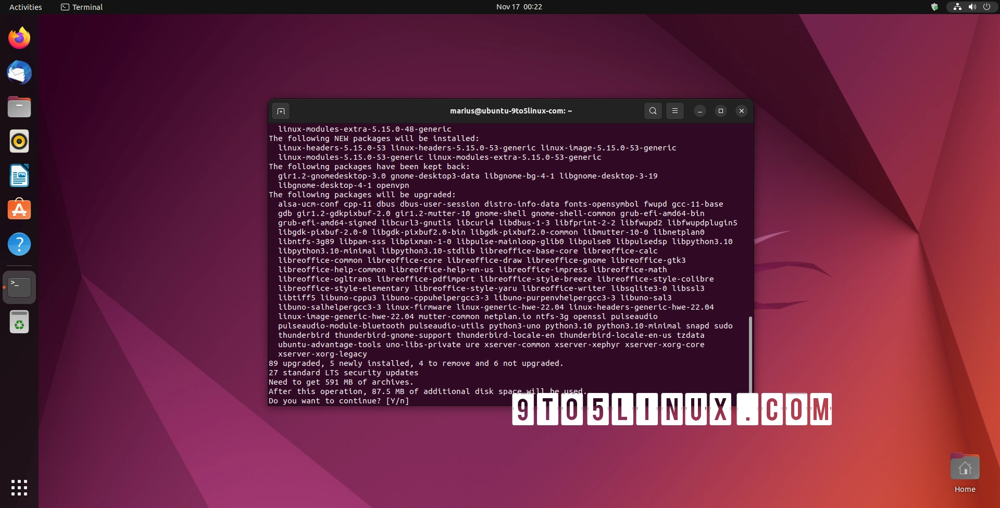 Activities Terminal Nov 17 00:22
marius@ubuntu-9to5linux-com: ~
linux-modules-extra-5.15.0-48-generic
The following NEW packages will be installed:
linux-headers-5.15.0-53 linux-headers-5.15.0-53-generic linux-image-5.15.0-53-generic
linux-modules-5.15.0-53-generic linux-modules-extra-5.15.0-53-generic
The following packages have been kept back:
gir1.2-gnomedesktop-3.0 gnome-desktop3-data libgnome-bg-4-1 libgnome-desktop-3-19
libgnome-desktop-4-1 openvpn
The following packages will be upgraded:
alsa-ucm-conf cpp-11 dbus dbus-user-session distro-info-data fonts-opensymbol fwupd gcc-11-base
gdb gir1.2-gdkpixbuf-2.0 gir1.2-mutter-10 gnome-shell gnome-shell-common grub-efi-amd64-bin
grub-efi-amd64-signed libcurl3-gnutls libcurl4 libdbus-1-3 libfprint-2-2 libfwupd2 libfwupdplugin5
libgdk-pixbuf-2.0-0 libgdk-pixbuf2.0-bin libgdk-pixbuf2.0-common libmutter-10-0 libnetplan0
libntfs-3g89 libpam-sss libpixman-1-0 libpulse-mainloop-glib0 libpulse0 libpulsedsp libpython3.10
libpython3.10-minimal libpython3.10-stdlib libreoffice-base-core libreoffice-calc
libreoffice-common libreoffice-core libreoffice-draw libreoffice-gnome libreoffice-gtk3
libreoffice-help-common libreoffice-help-en-us libreoffice-impress libreoffice-math
libreoffice-ogltrans libreoffice-pdfimport libreoffice-style-breeze libreoffice-style-colibre
libreoffice-style-elementary libreoffice-style-yaru libreoffice-writer libsqlite3-0 libssl3
libtiff5 libuno-cppu3 libuno-cppuhelpergcc3-3 libuno-purpenvhelpergcc3-3 libuno-sal3
libuno-salhelpergcc3-3 linux-firmware linux-generic-hwe-22.04 linux-headers-generic-hwe-22.04
linux-image-generic-hwe-22.04 mutter-common netplan.io ntfs-3g openssl pulseaudio
pulseaudio-module-bluetooth pulseaudio-utils python3-uno python3.10 python3.10-minimal snapd sudo
thunderbird thunderbird-gnome-support thunderbird-locale-en thunderbird-locale-en-us tzdata
ubuntu-advantage-tools uno-libs-private ure xserver-common xserver-xephyr xserver-xorg-core
xserver-xorg-legacy
89 upgraded, 5 newly installed, 4 to remove and 6 not upgraded.
27 standard LTS security updates
Need to get 591 MB of archives.
After this operation, 87.5 MB of additional disk space will be used.
Do you want to continue? [Y/n]
9TO5LINUX.COM
Home